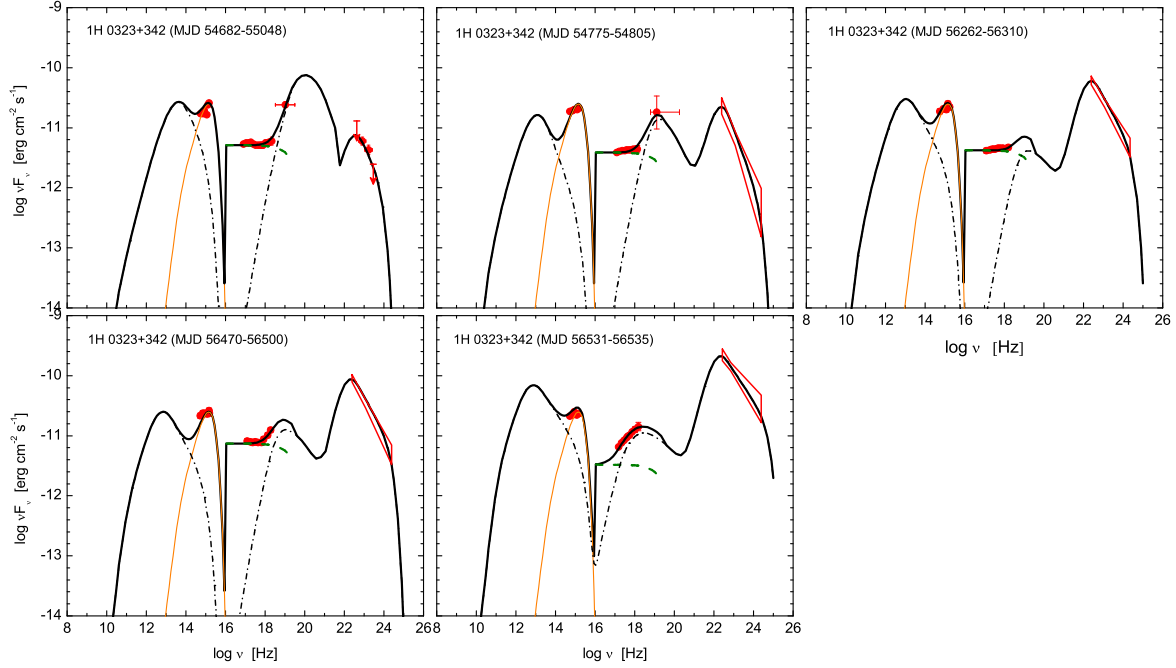 -9
-10
-11
-12
-13
-14
log νFν [erg cm-2 s-1]
1H 0323+342 (MJD 54682-55048)
1H 0323+342 (MJD 54775-54805)
1H 0323+342 (MJD 56262-56310)
8 10 12 14 16 18 20 22 24 26
log ν [Hz]
-9
-10
-11
-12
-13
-14
log νFν [erg cm-2 s-1]
1H 0323+342 (MJD 56470-56500)
1H 0323+342 (MJD 56531-56535)
8 10 12 14 16 18 20 22 24 26
8 10 12 14 16 18 20 22 24 26
log ν [Hz]
log ν [Hz]